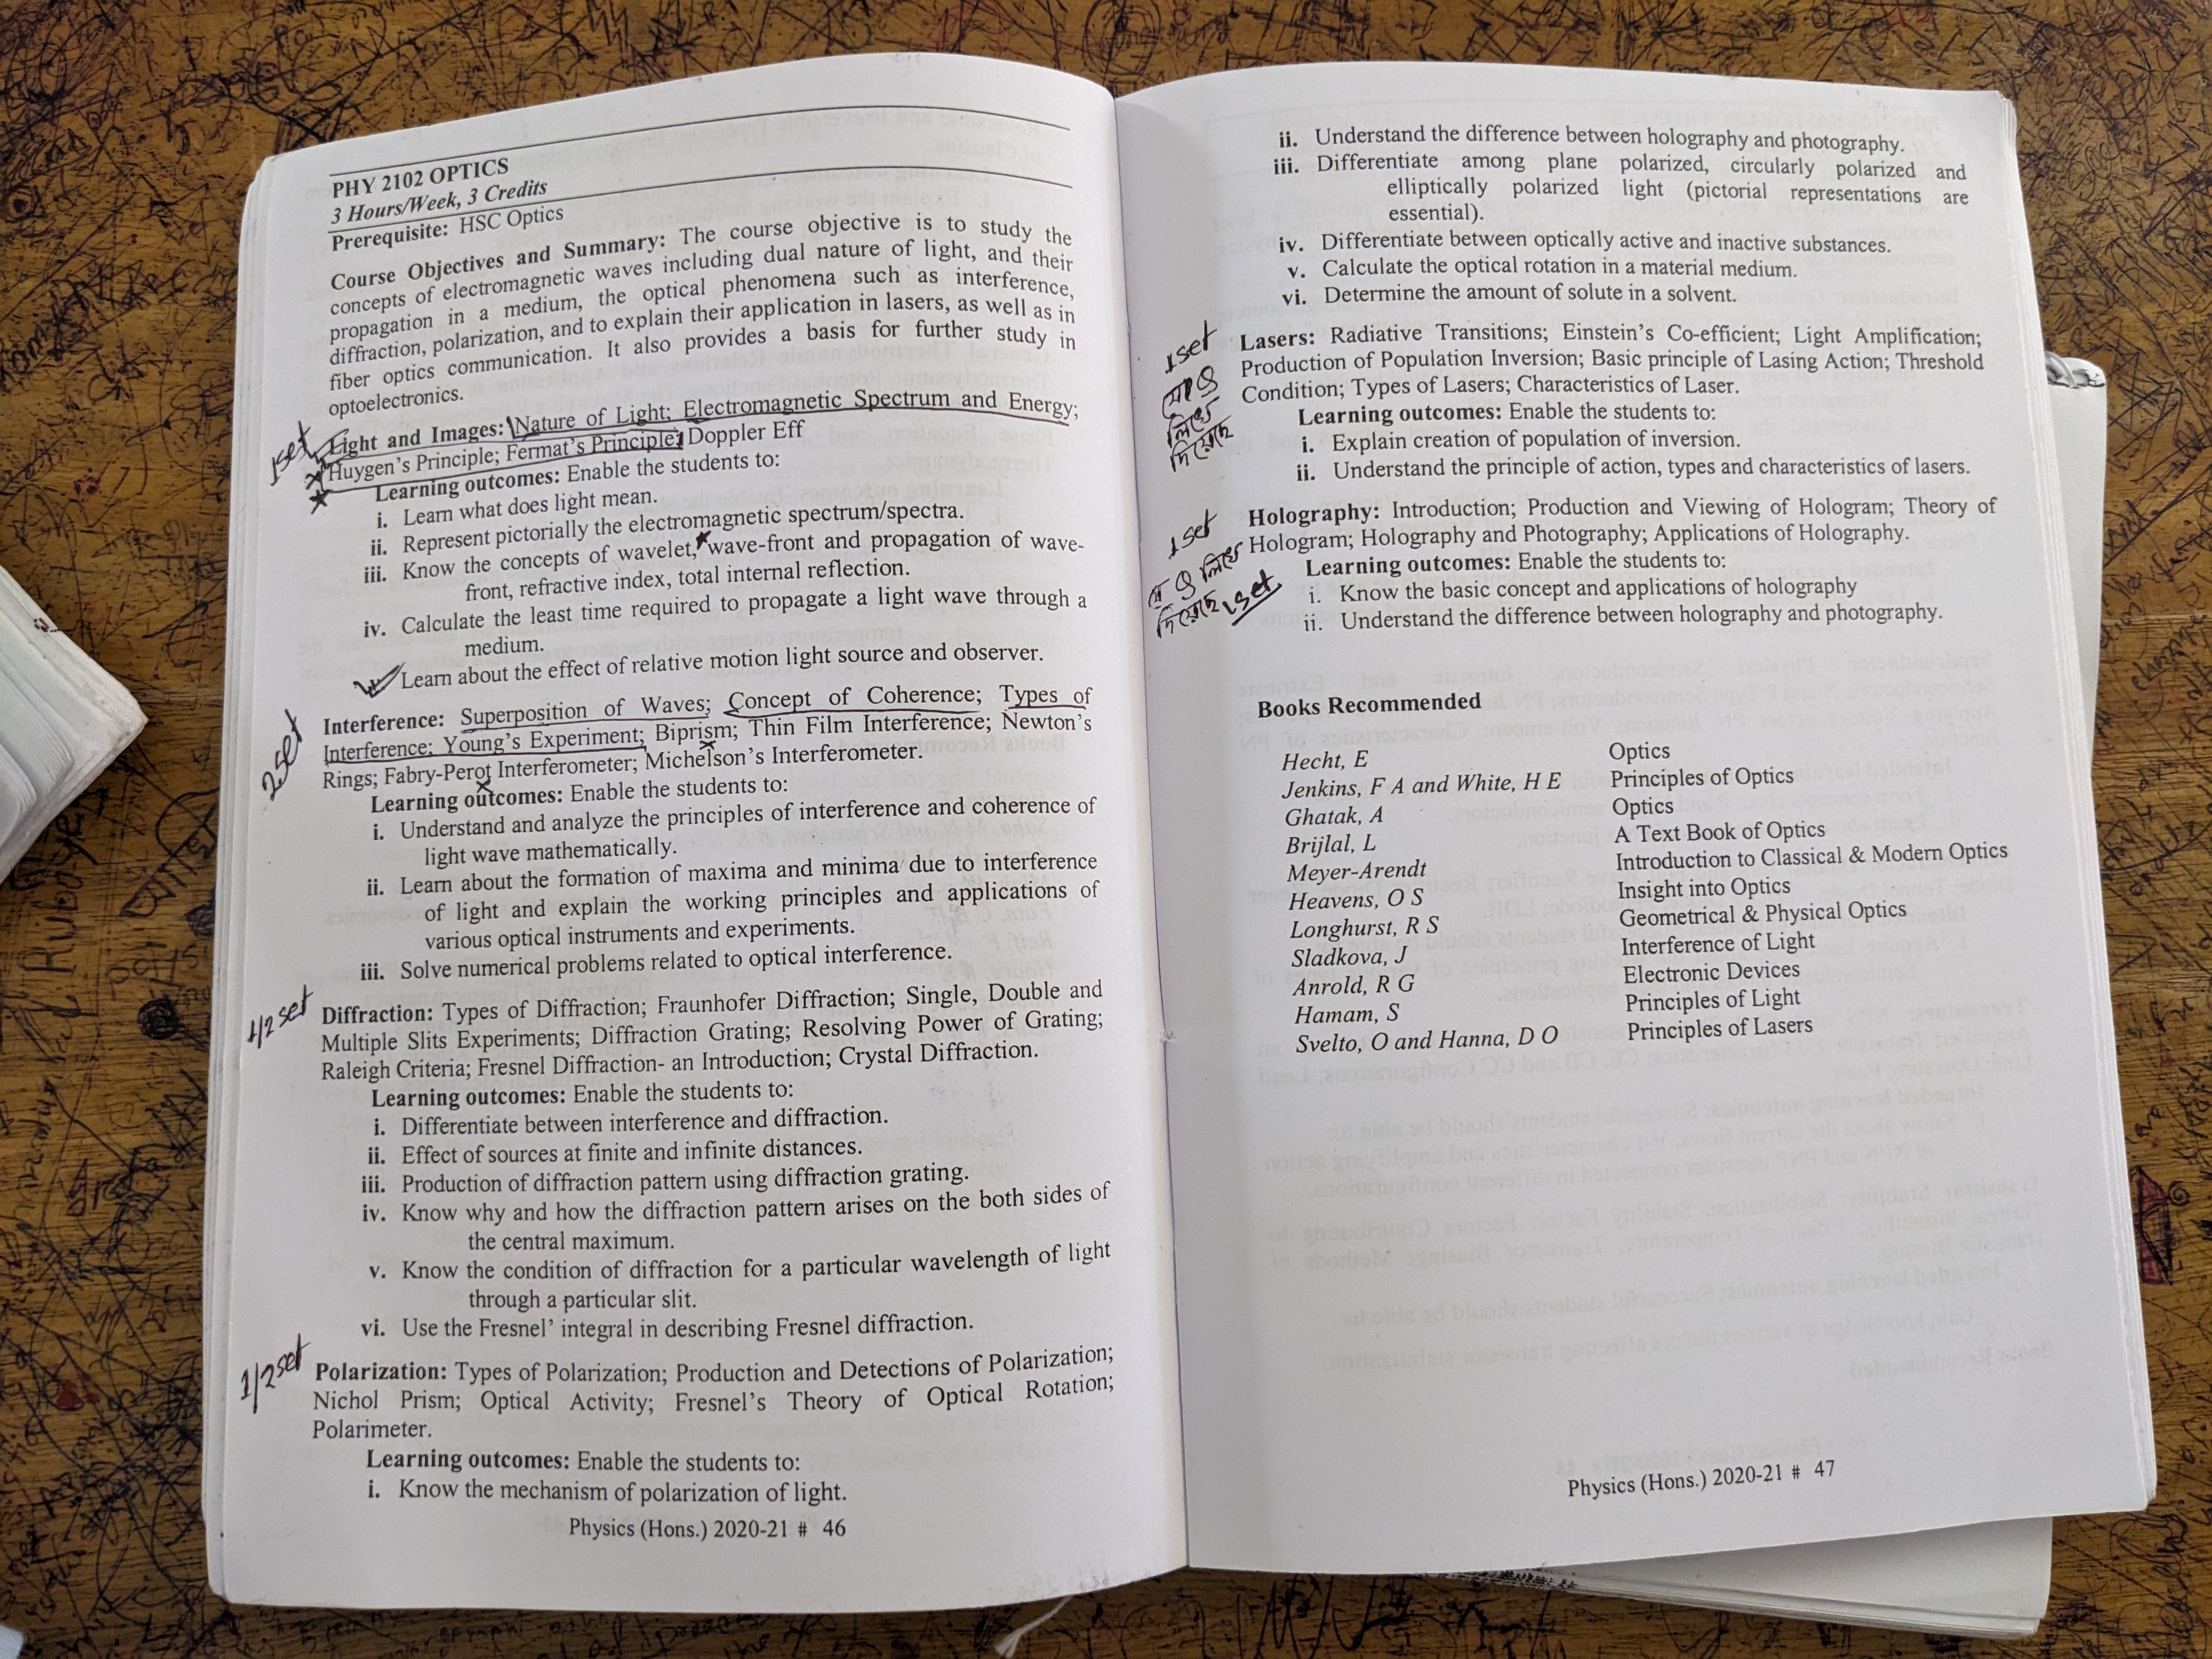 PHY 2102 OPTICS
3 Hours/Week, 3 Credits
Prerequisite: HSC Optics
Course Objectives and Summary: The course objective is to study the
concepts of electromagnetic waves including dual nature of light, and their
propagation in a medium, the optical phenomena such as interference,
diffraction, polarization, and to explain their application in lasers, as well as in
fiber optics communication. It also provides a basis for further study in
optoelectronics.
1set
Light and Images: Nature of Light; Electromagnetic Spectrum and Energy;
Huygen's Principle; Fermat's Principle; Doppler Eff
Learning outcomes: Enable the students to:
i. Learn what does light mean.
ii. Represent pictorially the electromagnetic spectrum/spectra.
iii. Know the concepts of wavelet, wave-front and propagation of wave-
front, refractive index, total internal reflection.
iv. Calculate the least time required to propagate a light wave through a
medium.
Learn about the effect of relative motion light source and observer.
2set
Interference: Superposition of Waves; Concept of Coherence; Types of
Interference; Young's Experiment; Biprism; Thin Film Interference; Newton's
Rings; Fabry-Perot Interferometer; Michelson's Interferometer.
Learning outcomes: Enable the students to:
i. Understand and analyze the principles of interference and coherence of
light wave mathematically.
ii. Learn about the formation of maxima and minima due to interference
of light and explain the working principles and applications of
various optical instruments and experiments.
iii. Solve numerical problems related to optical interference.
1/2 set
Diffraction: Types of Diffraction; Fraunhofer Diffraction; Single, Double and
Multiple Slits Experiments; Diffraction Grating; Resolving Power of Grating;
Raleigh Criteria; Fresnel Diffraction- an Introduction; Crystal Diffraction.
Learning outcomes: Enable the students to:
i. Differentiate between interference and diffraction.
ii. Effect of sources at finite and infinite distances.
iii. Production of diffraction pattern using diffraction grating.
iv. Know why and how the diffraction pattern arises on the both sides of
the central maximum.
v. Know the condition of diffraction for a particular wavelength of light
through a particular slit.
vi. Use the Fresnel' integral in describing Fresnel diffraction.
1/2 set
Polarization: Types of Polarization; Production and Detections of Polarization;
Nichol Prism; Optical Activity; Fresnel's Theory of Optical Rotation;
Polarimeter.
Learning outcomes: Enable the students to:
i. Know the mechanism of polarization of light.
Physics (Hons.) 2020-21 # 46
ii. Understand the difference between holography and photography.
iii. Differentiate among plane polarized, circularly polarized and
elliptically polarized light (pictorial representations are
essential).
iv. Differentiate between optically active and inactive substances.
v. Calculate the optical rotation in a material medium.
vi. Determine the amount of solute in a solvent.
1set
Lasers: Radiative Transitions; Einstein's Co-efficient; Light Amplification;
Production of Population Inversion; Basic principle of Lasing Action; Threshold
Condition; Types of Lasers; Characteristics of Laser.
Learning outcomes: Enable the students to:
i. Explain creation of population of inversion.
ii. Understand the principle of action, types and characteristics of lasers.
1set
Holography: Introduction; Production and Viewing of Hologram; Theory of
Hologram; Holography and Photography; Applications of Holography.
Learning outcomes: Enable the students to:
1set
i. Know the basic concept and applications of holography
ii. Understand the difference between holography and photography.
Books Recommended
Hecht, E Optics
Jenkins, F A and White, H E Principles of Optics
Ghatak, A Optics
Brijlal, L A Text Book of Optics
Meyer-Arendt Introduction to Classical & Modern Optics
Heavens, O S Insight into Optics
Longhurst, R S Geometrical & Physical Optics
Sladkova, J Interference of Light
Anrold, R G Electronic Devices
Hamam, S Principles of Light
Svelto, O and Hanna, D O Principles of Lasers
Physics (Hons.) 2020-21 # 47